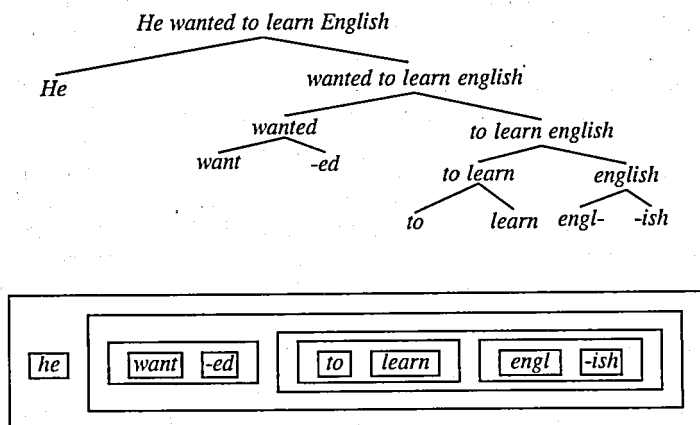 He wanted to learn English
He wanted to learn english
wanted to learn english
want -ed to learn english
to learn engl- -ish
he want -ed to learn engl -ish